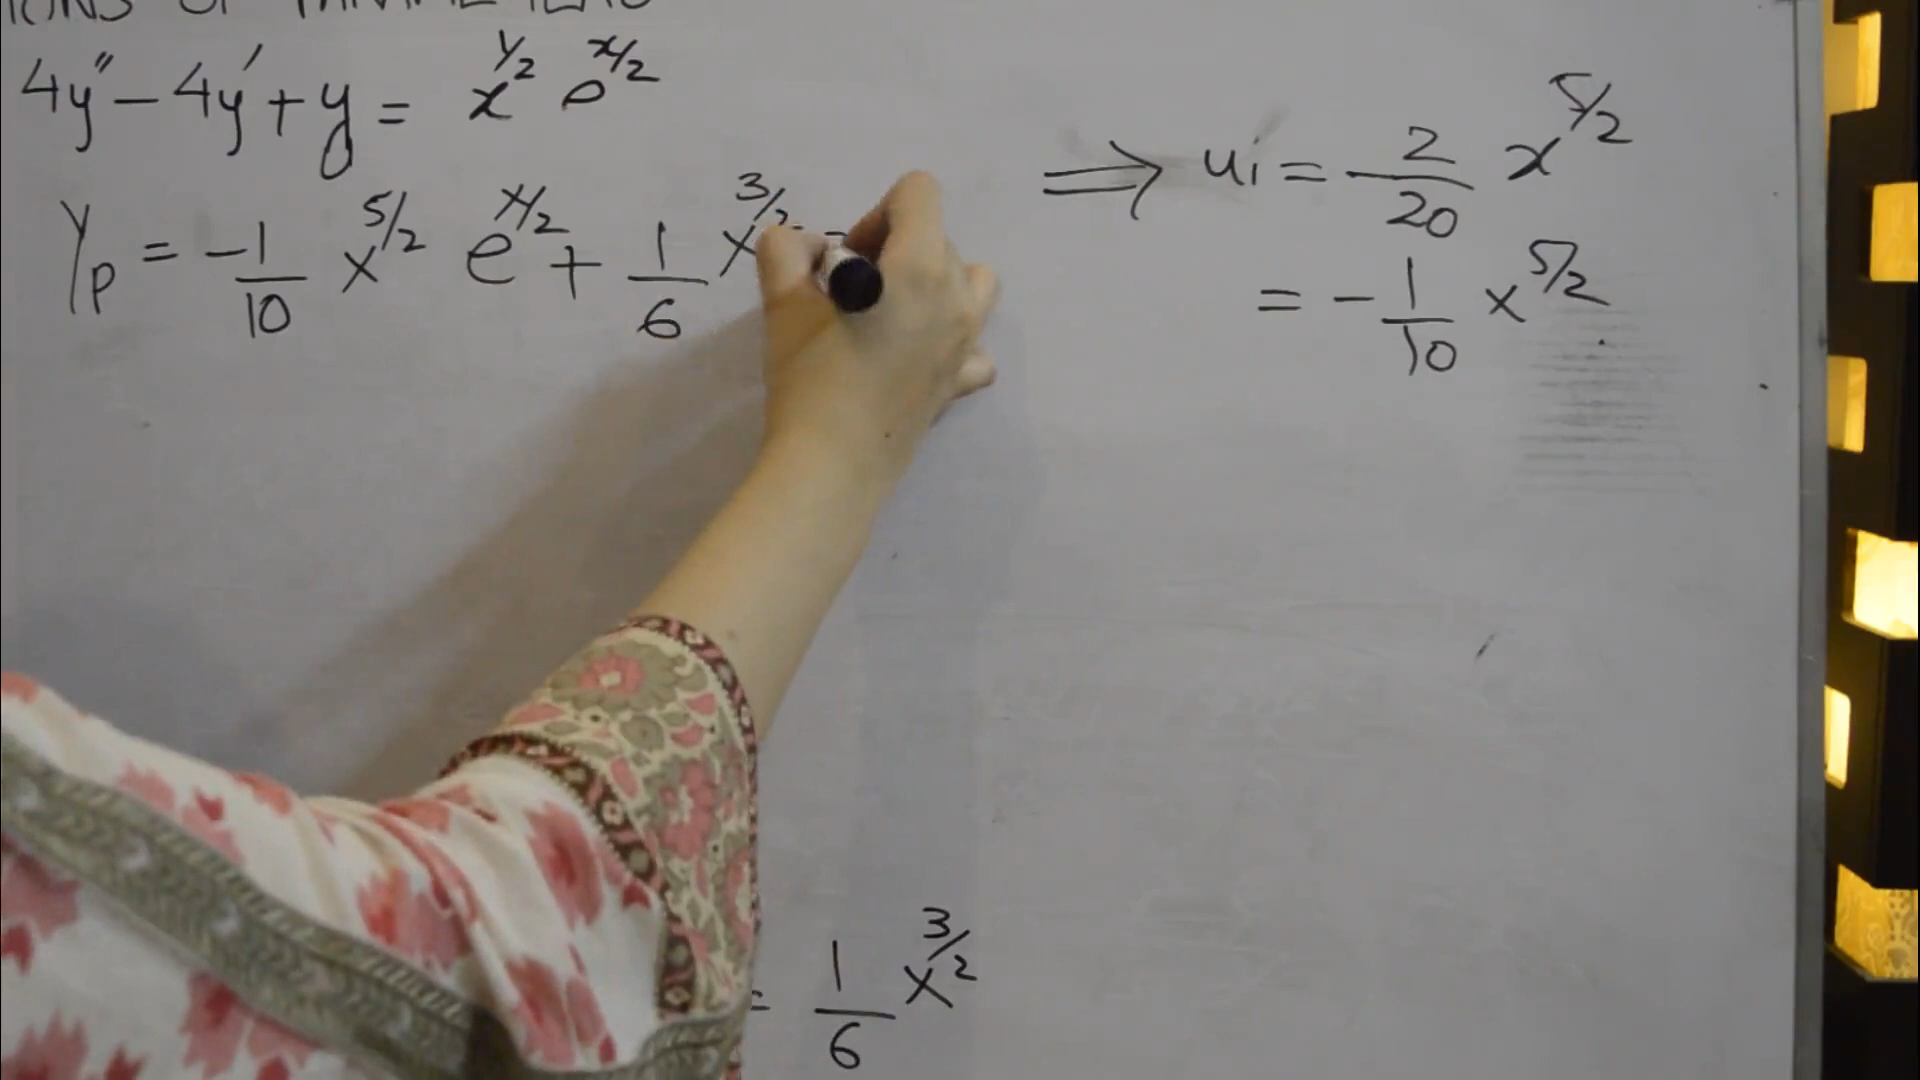 4y″ − 4y′ + y = x^1/2 e^x/2
y_p = −1/10 x^5/2 e^x/2 + 1/6 x^3/2
⟹ u₁ = − 2/20 x^5/2
= − 1/10 x^5/2
= 1/6 x^3/2